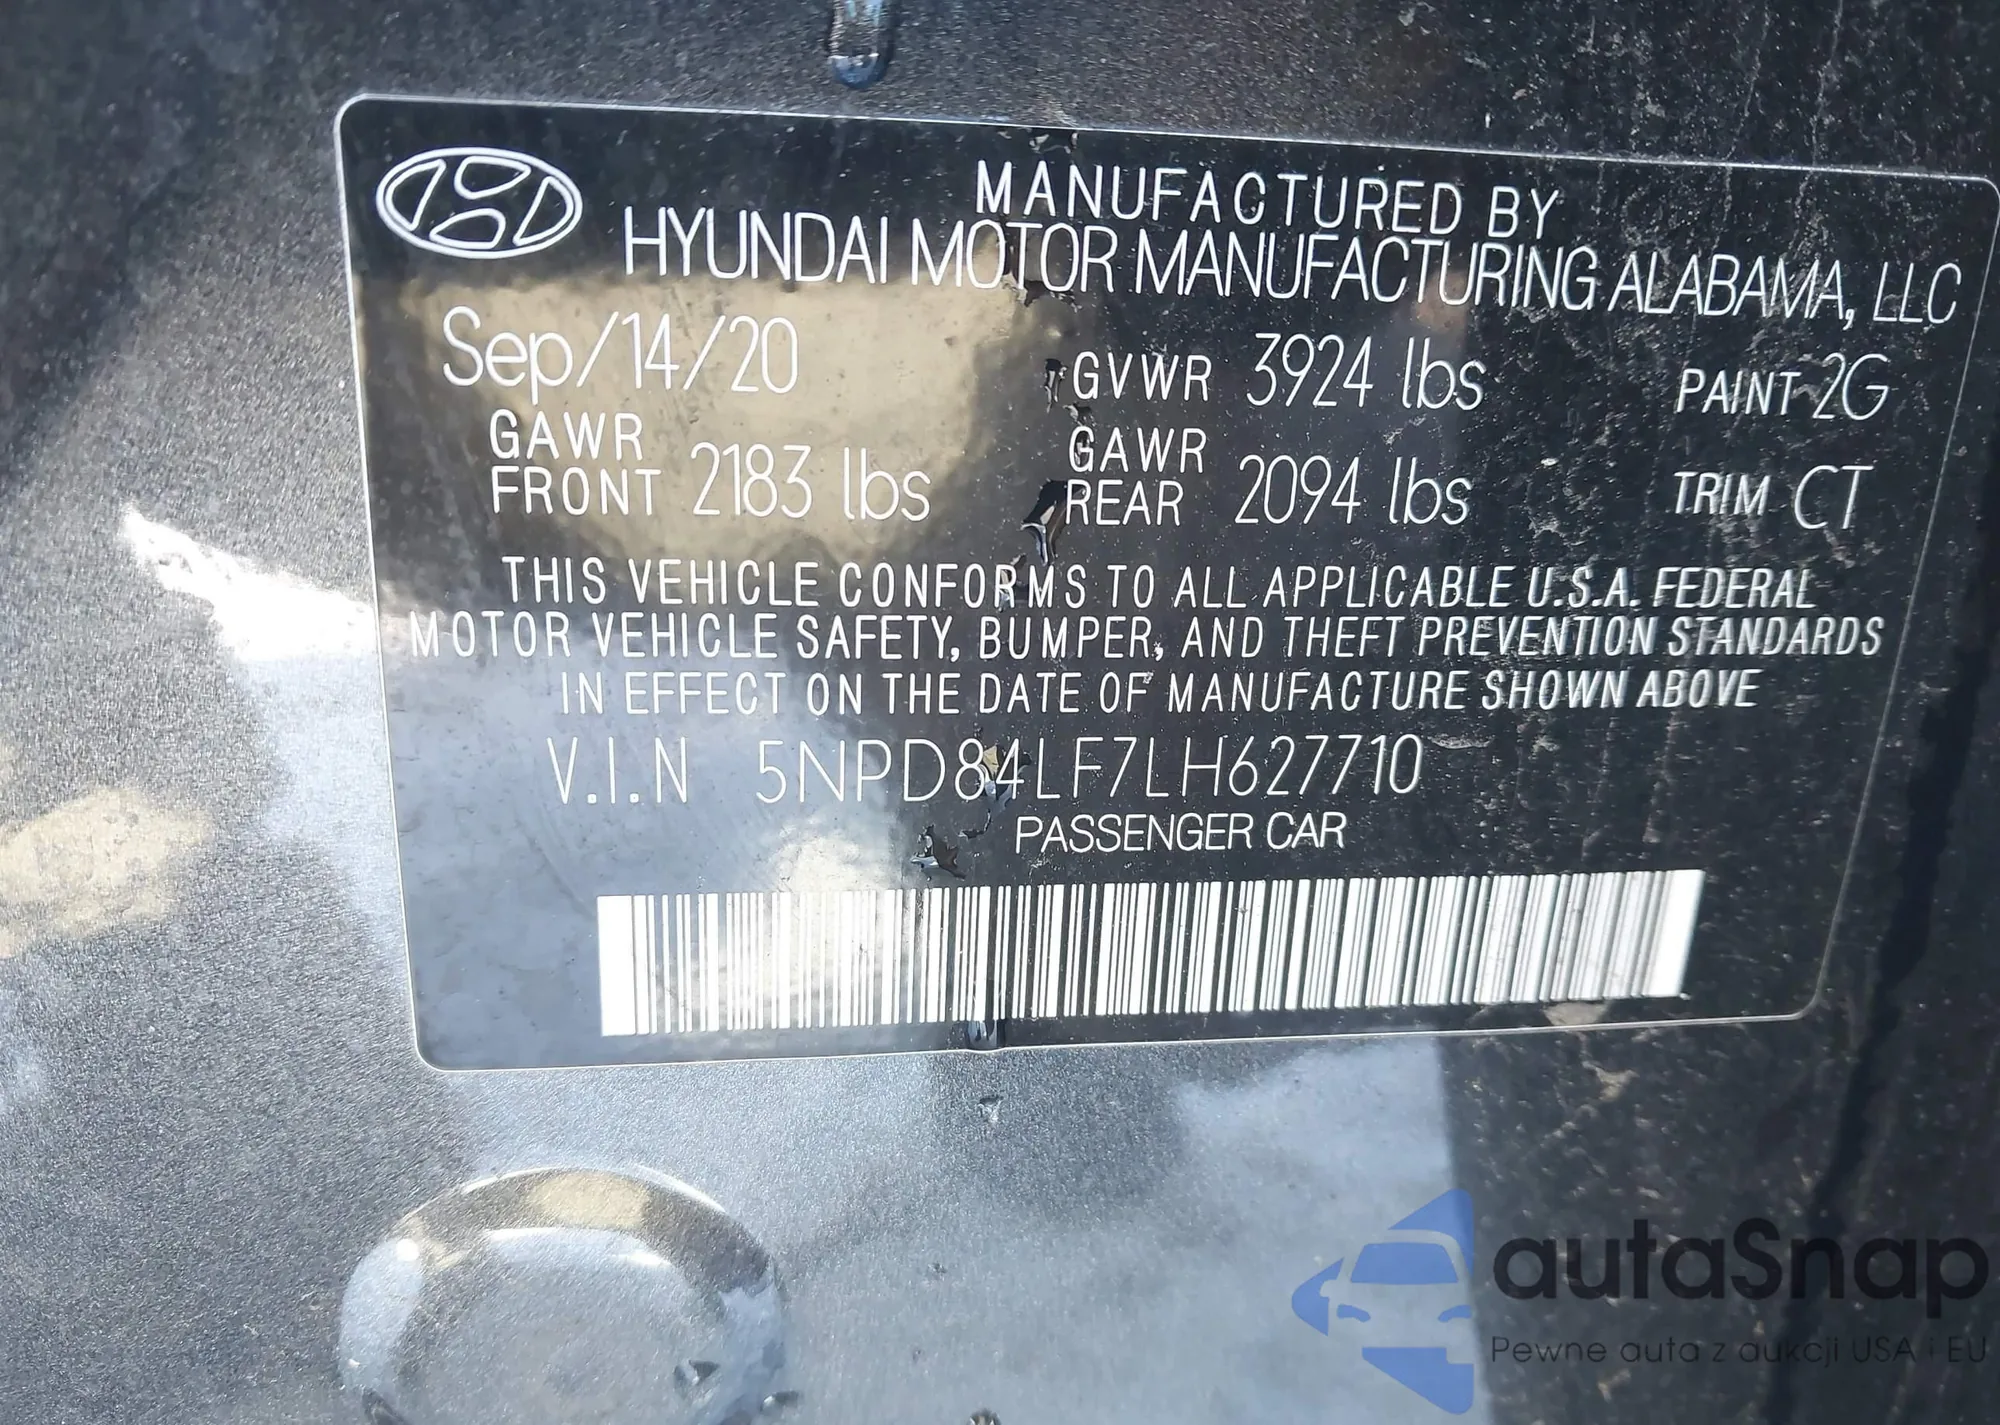 MANUFACTURED BY
HYUNDAI MOTOR MANUFACTURING ALABAMA, LLC
Sep/14/20 GVWR 3924 lbs PAINT 2G
GAWR FRONT 2183 lbs GAWR REAR 2094 lbs TRIM CT
THIS VEHICLE CONFORMS TO ALL APPLICABLE U.S.A. FEDERAL
MOTOR VEHICLE SAFETY, BUMPER, AND THEFT PREVENTION STANDARDS
IN EFFECT ON THE DATE OF MANUFACTURE SHOWN ABOVE
V.I.N 5NPD84LF7LH627710
PASSENGER CAR
autaSnap
Pewne auta z aukcji USA i EU